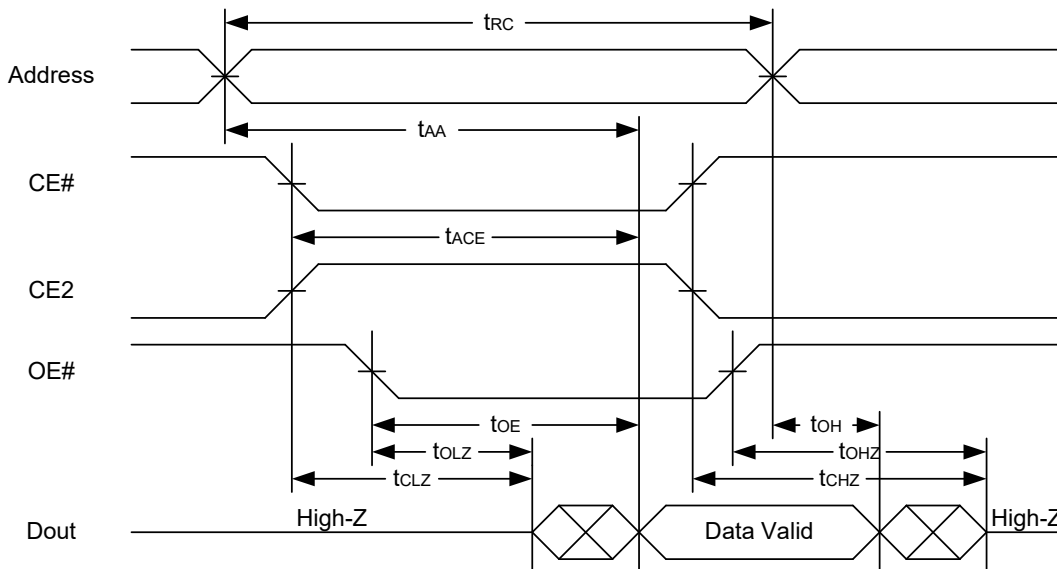 tRC
Address
tAA
CE#
tACE
CE2
OE#
tOE
tOH
tOLZ
tOHZ
tCLZ
tCHZ
High-Z
Data Valid
High-Z
Dout